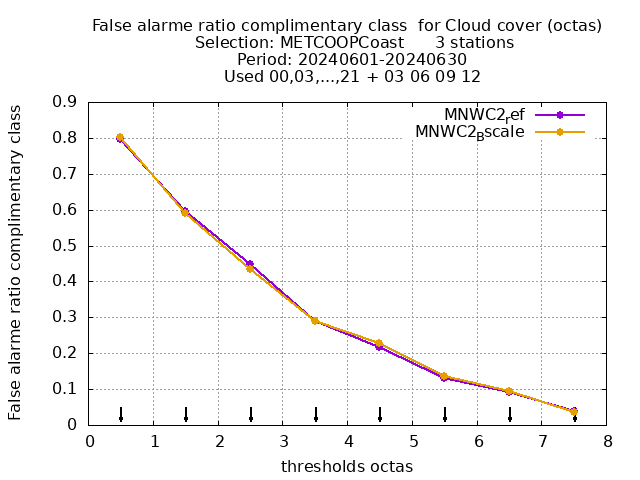 False alarme ratio complimentary class  for Cloud cover (octas)
Selection: METCOOPCoast      3 stations
Period: 20240601-20240630
Used 00,03,...,21 + 03 06 09 12
MNWC2ref
MNWC2Bscale
False alarme ratio complimentary class
0.9
0.8
0.7
0.6
0.5
0.4
0.3
0.2
0.1
0
0 1 2 3 4 5 6 7 8
thresholds octas